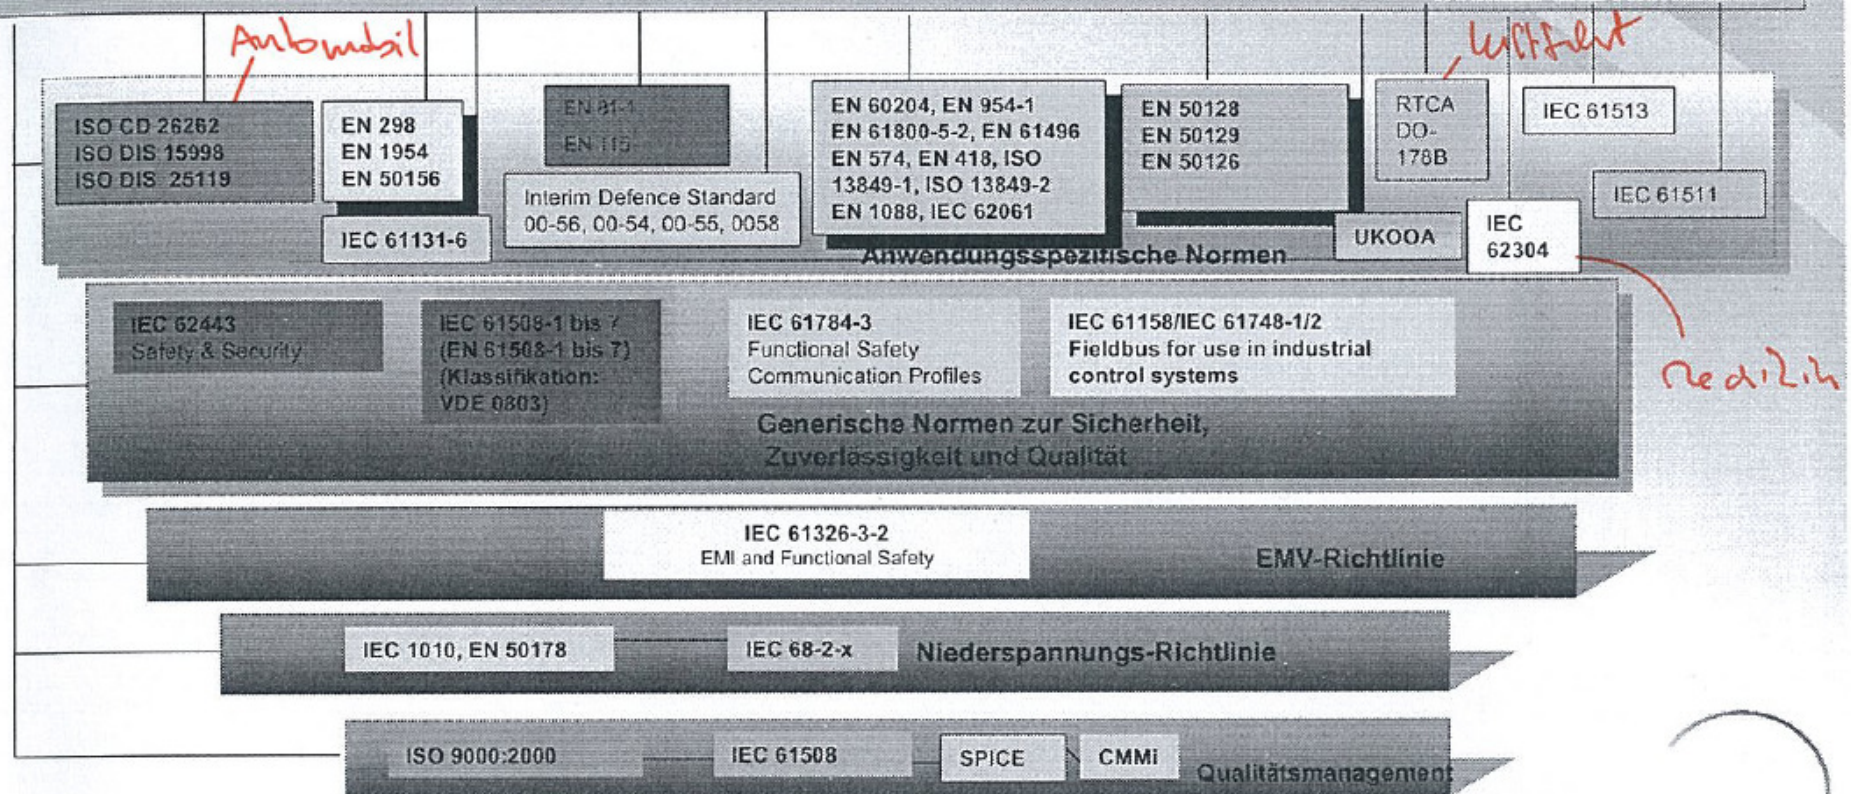 Automobil
Luftfahrt
ISO CD 26262
ISO DIS 15998
ISO DIS 25119
EN 298
EN 1954
EN 50156
IEC 61131-6
EN 81-1
EN 115
Interim Defence Standard
00-56, 00-54, 00-55, 0058
EN 60204, EN 954-1
EN 61800-5-2, EN 61496
EN 574, EN 418, ISO
13849-1, ISO 13849-2
EN 1088, IEC 62061
EN 50128
EN 50129
EN 50126
RTCA
DO-
178B
UKOOA
IEC 61513
IEC 61511
IEC
62304
Anwendungsspezifische Normen
Medizin
IEC 62443
Safety & Security
IEC 61508-1 bis 7
(EN 61508-1 bis 7)
(Klassifikation:
VDE 0803)
IEC 61784-3
Functional Safety
Communication Profiles
IEC 61158/IEC 61748-1/2
Fieldbus for use in industrial
control systems
Generische Normen zur Sicherheit,
Zuverlässigkeit und Qualität
IEC 61326-3-2
EMI and Functional Safety
EMV-Richtlinie
IEC 1010, EN 50178
IEC 68-2-x
Niederspannungs-Richtlinie
ISO 9000:2000
IEC 61508
SPICE
CMMi
Qualitätsmanagement